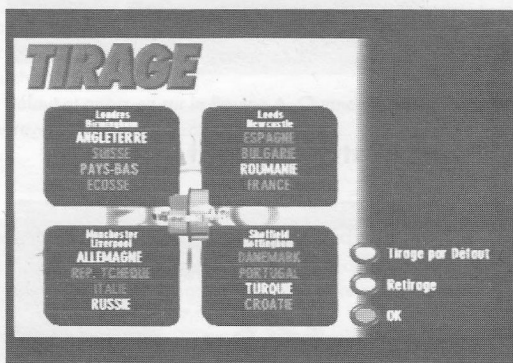 TIRAGE
Londres
Birmingham
ANGLETERRE
SUISSE
PAYS-BAS
ECOSSE
Leeds
Newcastle
ESPAGNE
BULGARIE
ROUMANIE
FRANCE
Manchester
Liverpool
ALLEMAGNE
REP. TCHEQUE
ITALIE
RUSSIE
Sheffield
Nottingham
DANEMARK
PORTUGAL
TURQUIE
CROATIE
Tirage par Défaut
Retirage
OK